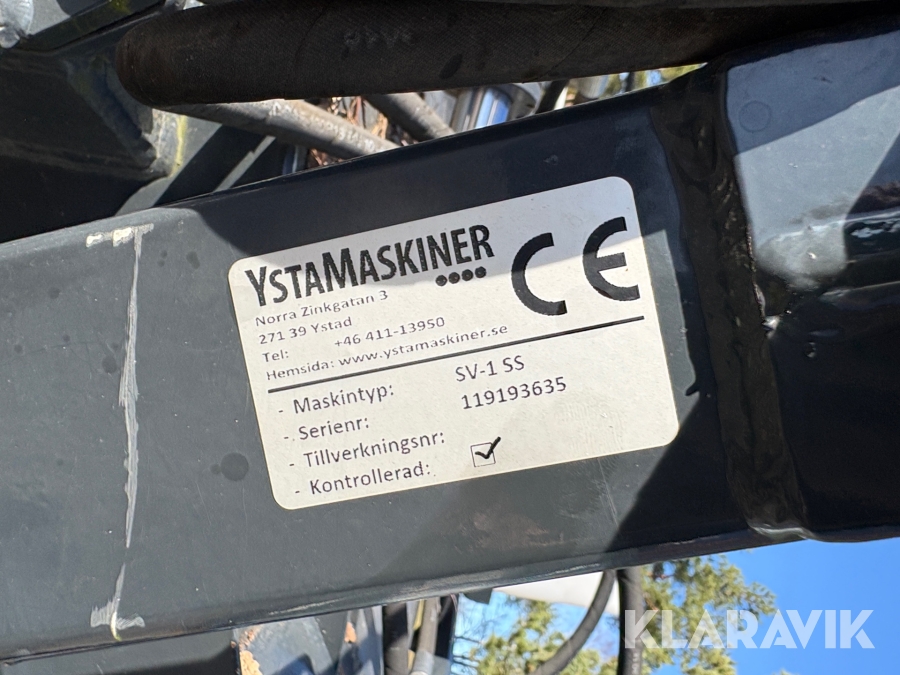 YSTAMASKINER
CE
Norra Zinkgatan 3
271 39 Ystad
Tel: +46 411-13950
Hemsida: www.ystamaskiner.se
- Maskintyp: SV-1 SS
- Serienr: 119193635
- Tillverkningsnr:
- Kontrollerad: ✓
KLARAVIK